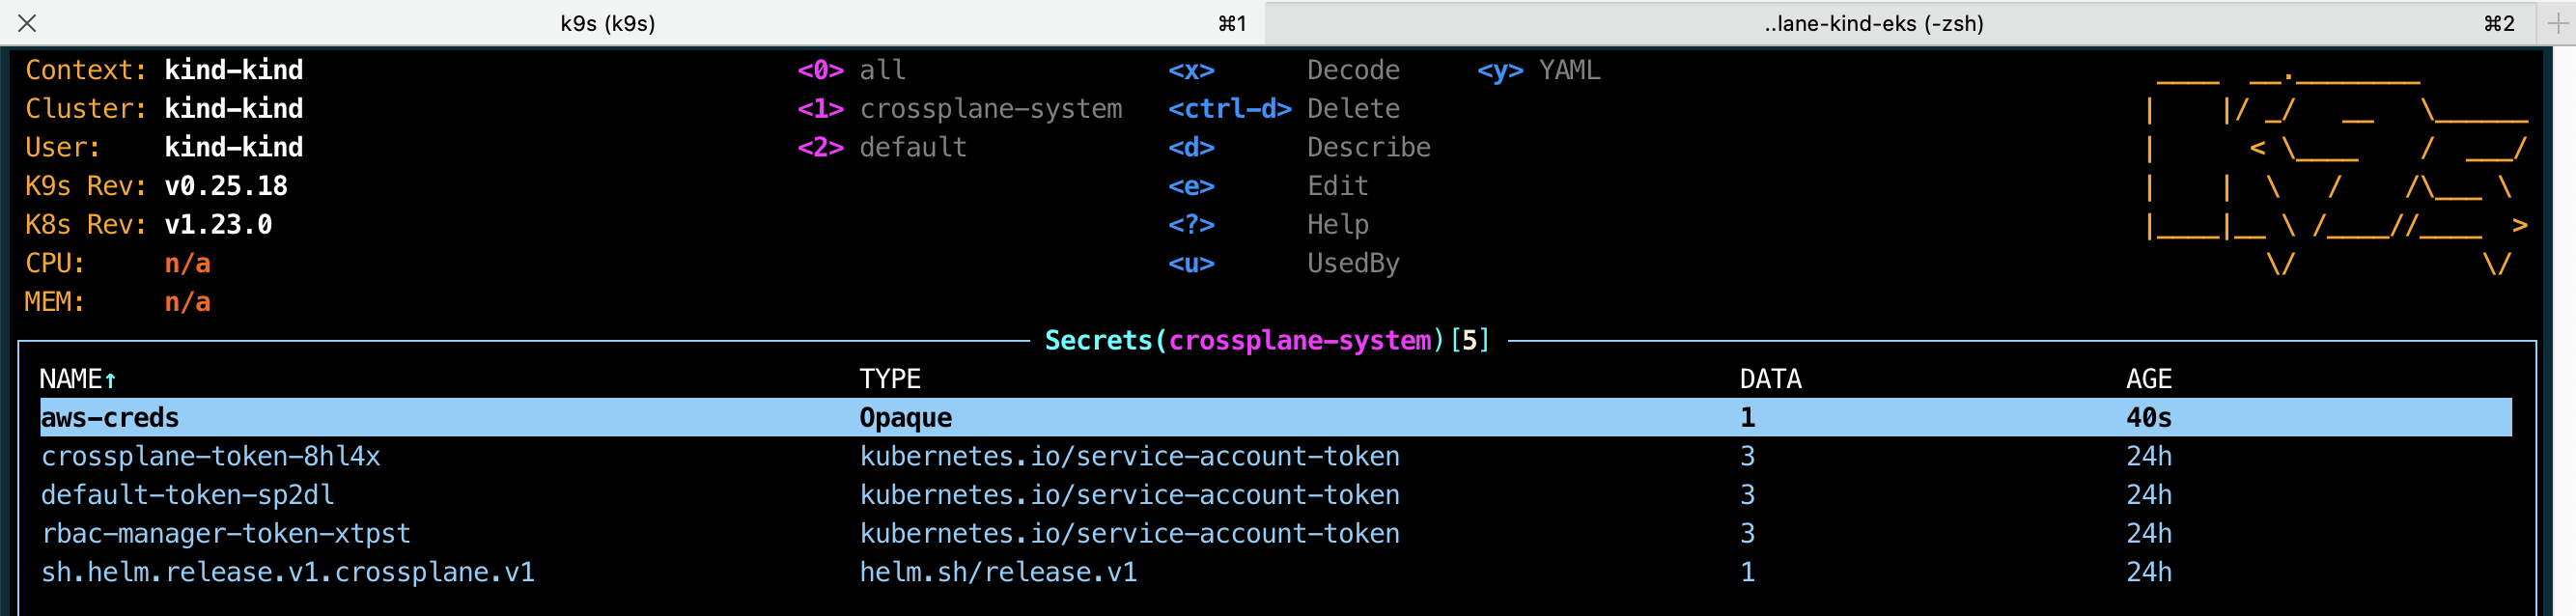 k9s (k9s) ⌘1 ..lane-kind-eks (-zsh) ⌘2
Context: kind-kind <0> all <x> Decode <y> YAML
Cluster: kind-kind <1> crossplane-system <ctrl-d> Delete
User: kind-kind <2> default <d> Describe
K9s Rev: v0.25.18 <e> Edit
K8s Rev: v1.23.0 <?> Help
CPU: n/a <u> UsedBy
MEM: n/a
Secrets(crossplane-system)[5]
NAME↑ TYPE DATA AGE
aws-creds Opaque 1 40s
crossplane-token-8hl4x kubernetes.io/service-account-token 3 24h
default-token-sp2dl kubernetes.io/service-account-token 3 24h
rbac-manager-token-xtpst kubernetes.io/service-account-token 3 24h
sh.helm.release.v1.crossplane.v1 helm.sh/release.v1 1 24h